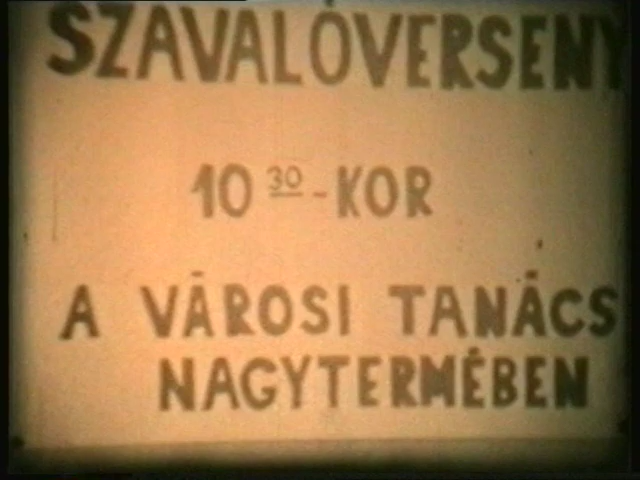 SZAVALÓVERSENY
10 30-KOR
A VÁROSI TANÁCS
NAGYTERMÉBEN